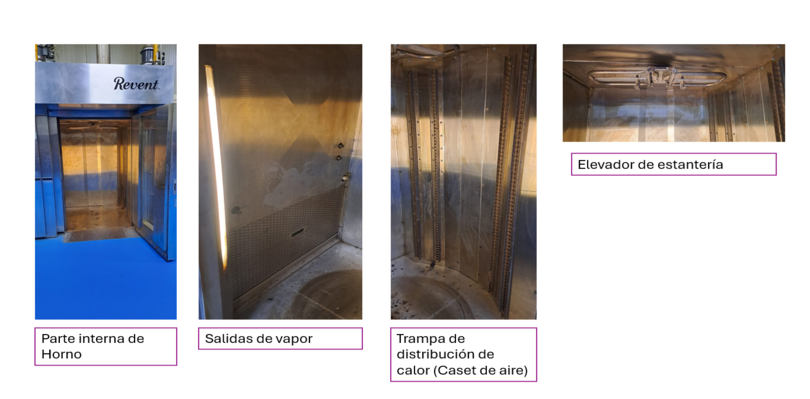 Revent
Elevador de estantería
Parte interna de
Horno
Salidas de vapor
Trampa de
distribución de
calor (Caset de aire)